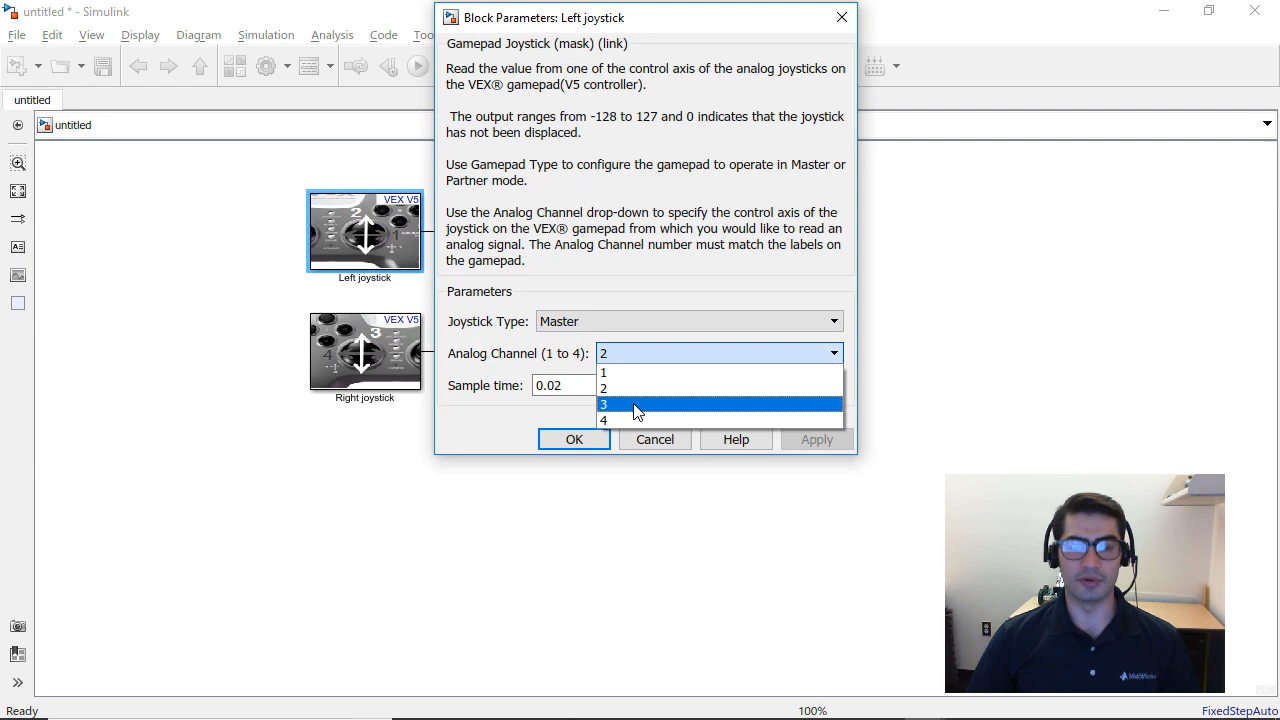 untitled * - Simulink
File Edit View Display Diagram Simulation Analysis Code Too
untitled
untitled
VEX V5
2
1
Left joystick
VEX V5
3
4
Right joystick
Block Parameters: Left joystick
Gamepad Joystick (mask) (link)
Read the value from one of the control axis of the analog joysticks on
the VEX® gamepad(V5 controller).
The output ranges from -128 to 127 and 0 indicates that the joystick
has not been displaced.
Use Gamepad Type to configure the gamepad to operate in Master or
Partner mode.
Use the Analog Channel drop-down to specify the control axis of the
joystick on the VEX® gamepad from which you would like to read an
analog signal. The Analog Channel number must match the labels on
the gamepad.
Parameters
Joystick Type: Master
Analog Channel (1 to 4): 2
1
2
3
4
Sample time: 0.02
OK Cancel Help Apply
MathWorks
Ready 100% FixedStepAuto